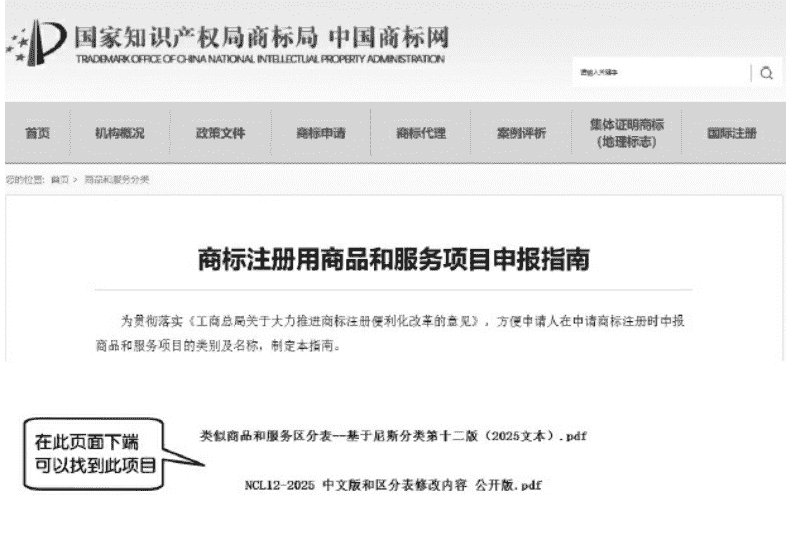 国家知识产权局商标局 中国商标网
TRADEMARK OFFICE OF CHINA NATIONAL INTELLECTUAL PROPERTY ADMINISTRATION
请输入关键字
首页 机构概况 政策文件 商标申请 商标代理 案例评析 集体证明商标 国际注册
(地理标志)
您的位置: 首页 > 商品和服务分类
商标注册用商品和服务项目申报指南
为贯彻落实《工商总局关于大力推进商标注册便利化改革的意见》，方便申请人在申请商标注册时申报
商品和服务项目的类别及名称，制定本指南。
在此页面下端
可以找到此项目
类似商品和服务区分表--基于尼斯分类第十二版（2025文本）.pdf
NCL12-2025 中文版和区分表修改内容 公开版.pdf